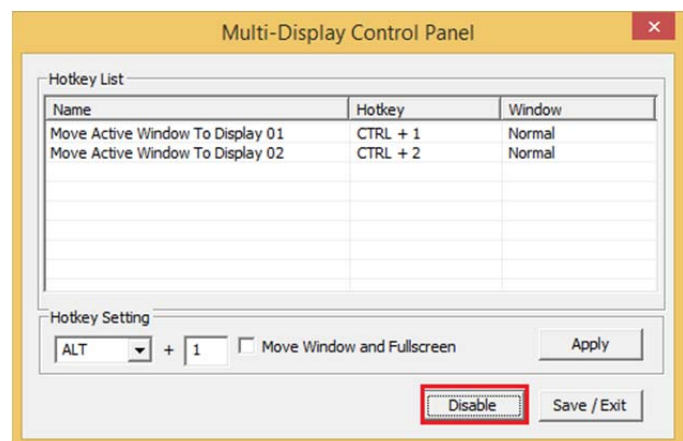 Multi-Display Control Panel
Hotkey List
Name Hotkey Window
Move Active Window To Display 01 CTRL + 1 Normal
Move Active Window To Display 02 CTRL + 2 Normal
Hotkey Setting
ALT + 1 Move Window and Fullscreen Apply
Disable Save / Exit